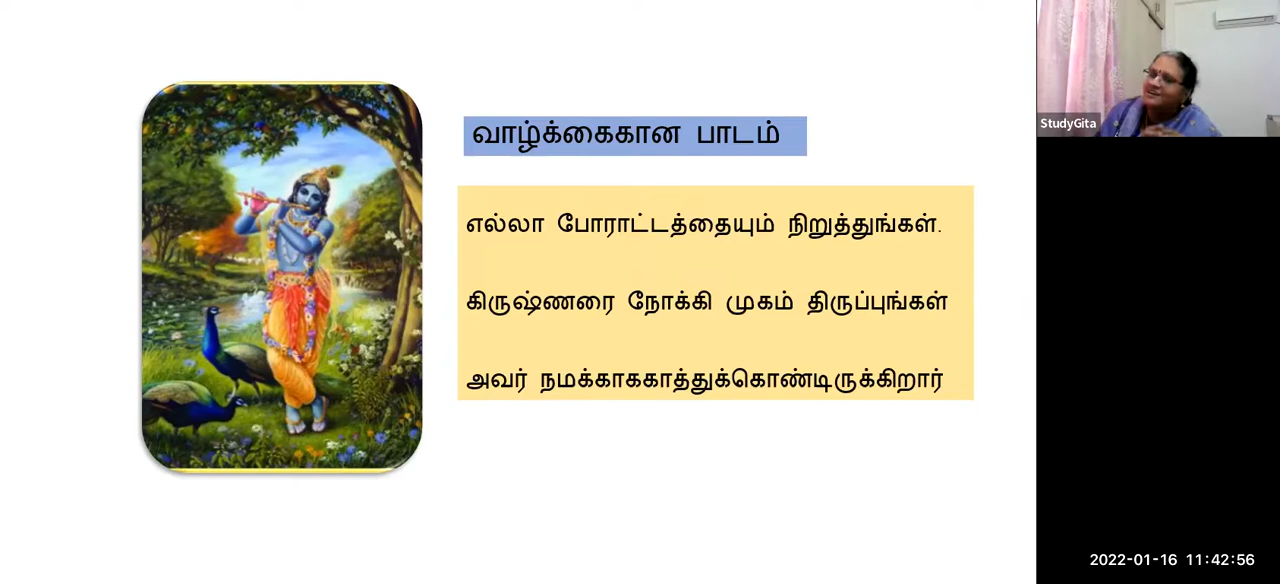 வாழ்க்கைகான பாடம்
எல்லா போராட்டத்தையும் நிறுத்துங்கள்.
கிருஷ்ணரை நோக்கி முகம் திருப்புங்கள்
அவர் நமக்காககாத்துக்கொண்டிருக்கிறார்
StudyGita
2022-01-16 11:42:56